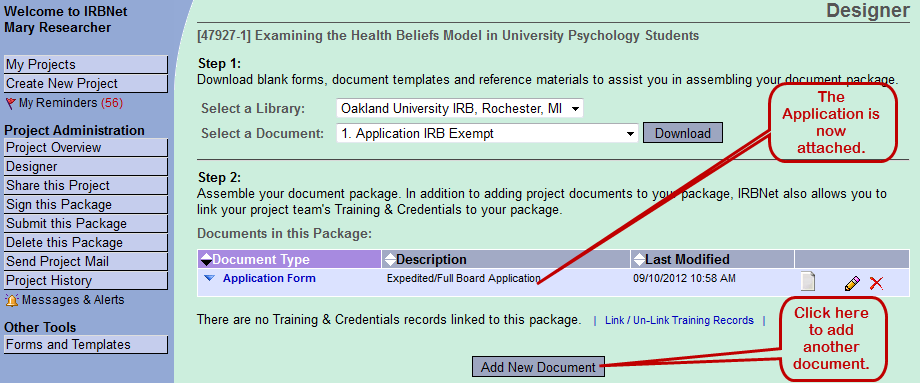 Welcome to IRBNet
Mary Researcher
My Projects
Create New Project
My Reminders (56)
Project Administration
Project Overview
Designer
Share this Project
Sign this Package
Submit this Package
Delete this Package
Send Project Mail
Project History
Messages & Alerts
Other Tools
Forms and Templates
Designer
[47927-1] Examining the Health Beliefs Model in University Psychology Students
Step 1:
Download blank forms, document templates and reference materials to assist you in assembling your document package.
Select a Library: Oakland University IRB, Rochester, MI
Select a Document: 1. Application IRB Exempt Download
The
Application is
now
attached.
Step 2:
Assemble your document package. In addition to adding project documents to your package, IRBNet also allows you to
link your project team's Training & Credentials to your package.
Documents in this Package:
Document Type Description Last Modified
Application Form Expedited/Full Board Application 09/10/2012 10:58 AM
There are no Training & Credentials records linked to this package. | Link / Un-Link Training Records |
Click here
to add
another
document.
Add New Document